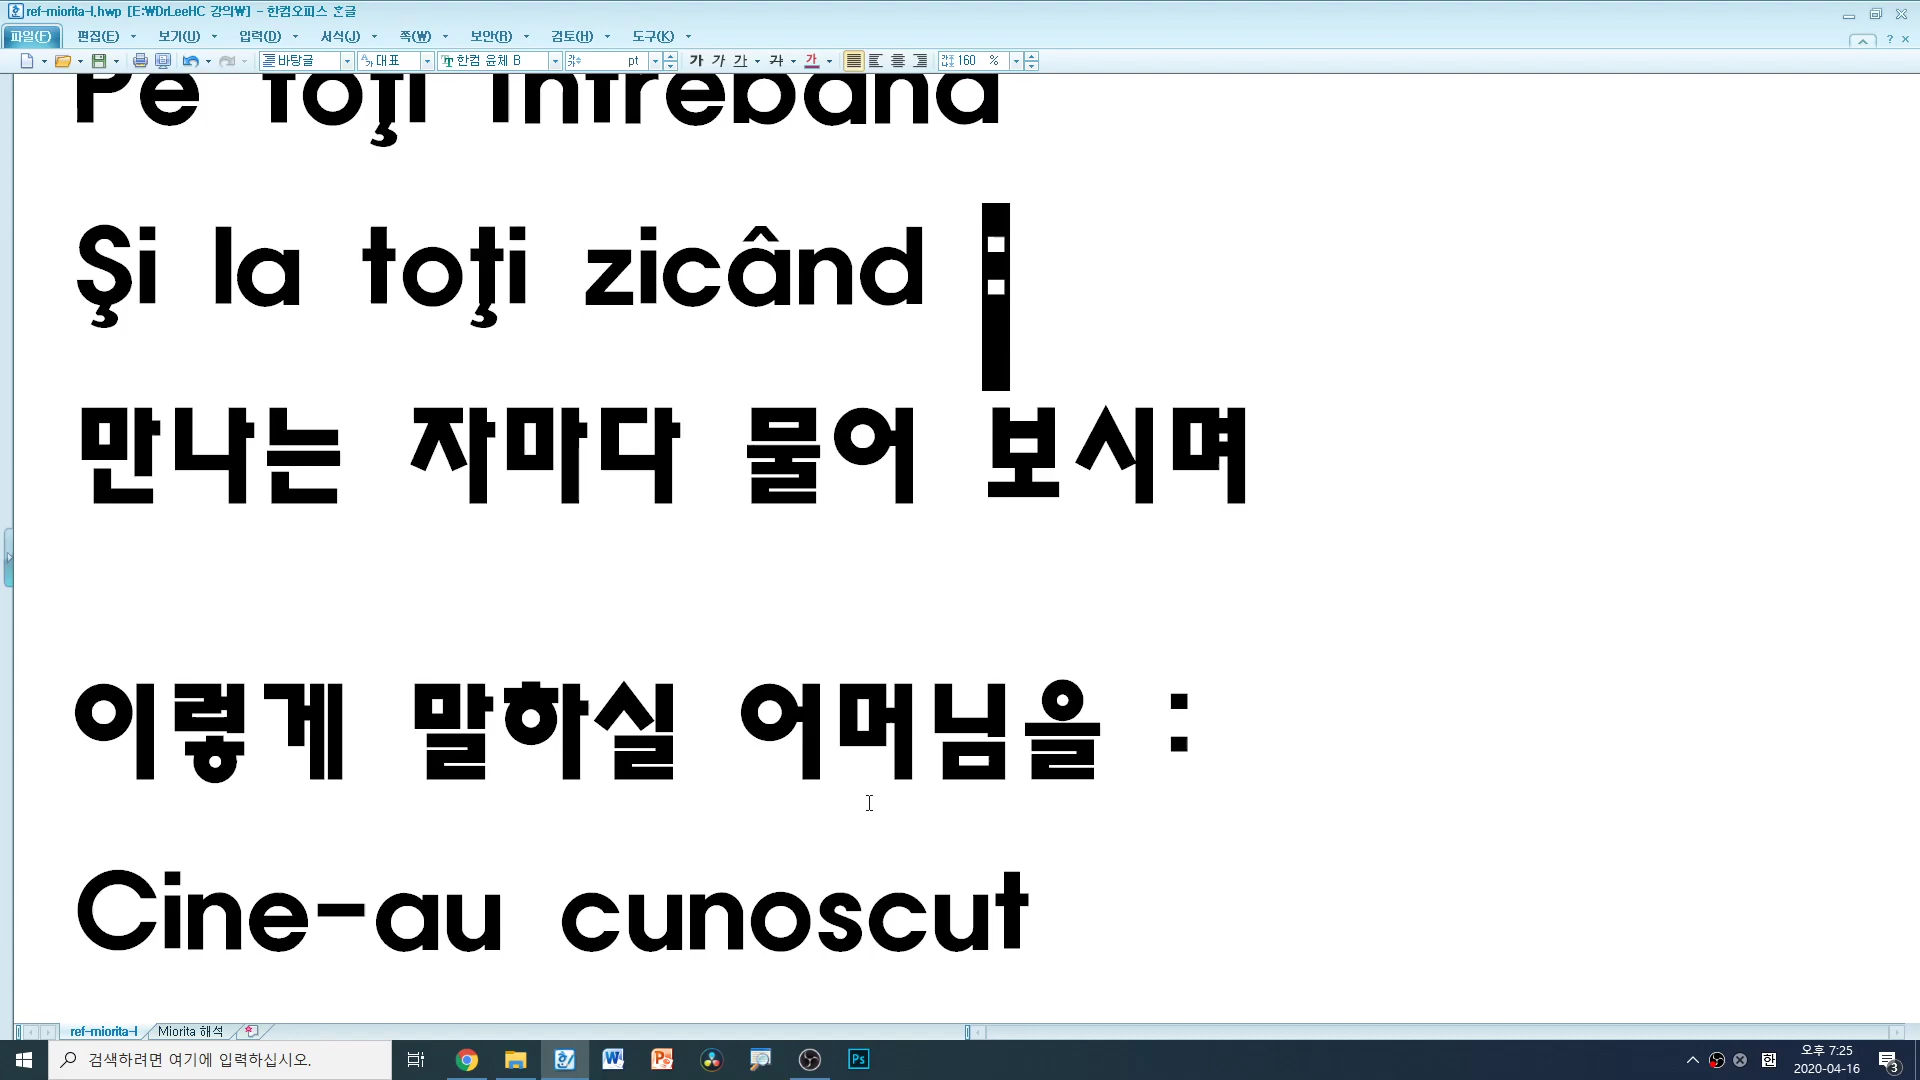 ref-miorita-I.hwp [E:₩DrLeeHC 강의₩] - 한컴오피스 한글
파일(F) 편집(E) 보기(U) 입력(D) 서식(J) 쪽(W) 보안(R) 검토(H) 도구(K)
바탕글 대표 한컴 윤체 B pt 가 가 가 가 가 160 %
Pe toţi întrebând
Şi la toţi zicând :
만나는 자마다 물어 보시며
이렇게 말하실 어머님을 :
Cine-au cunoscut
ref-miorita-I Miorita 해석
검색하려면 여기에 입력하십시오.
한
오후 7:25
2020-04-16
3